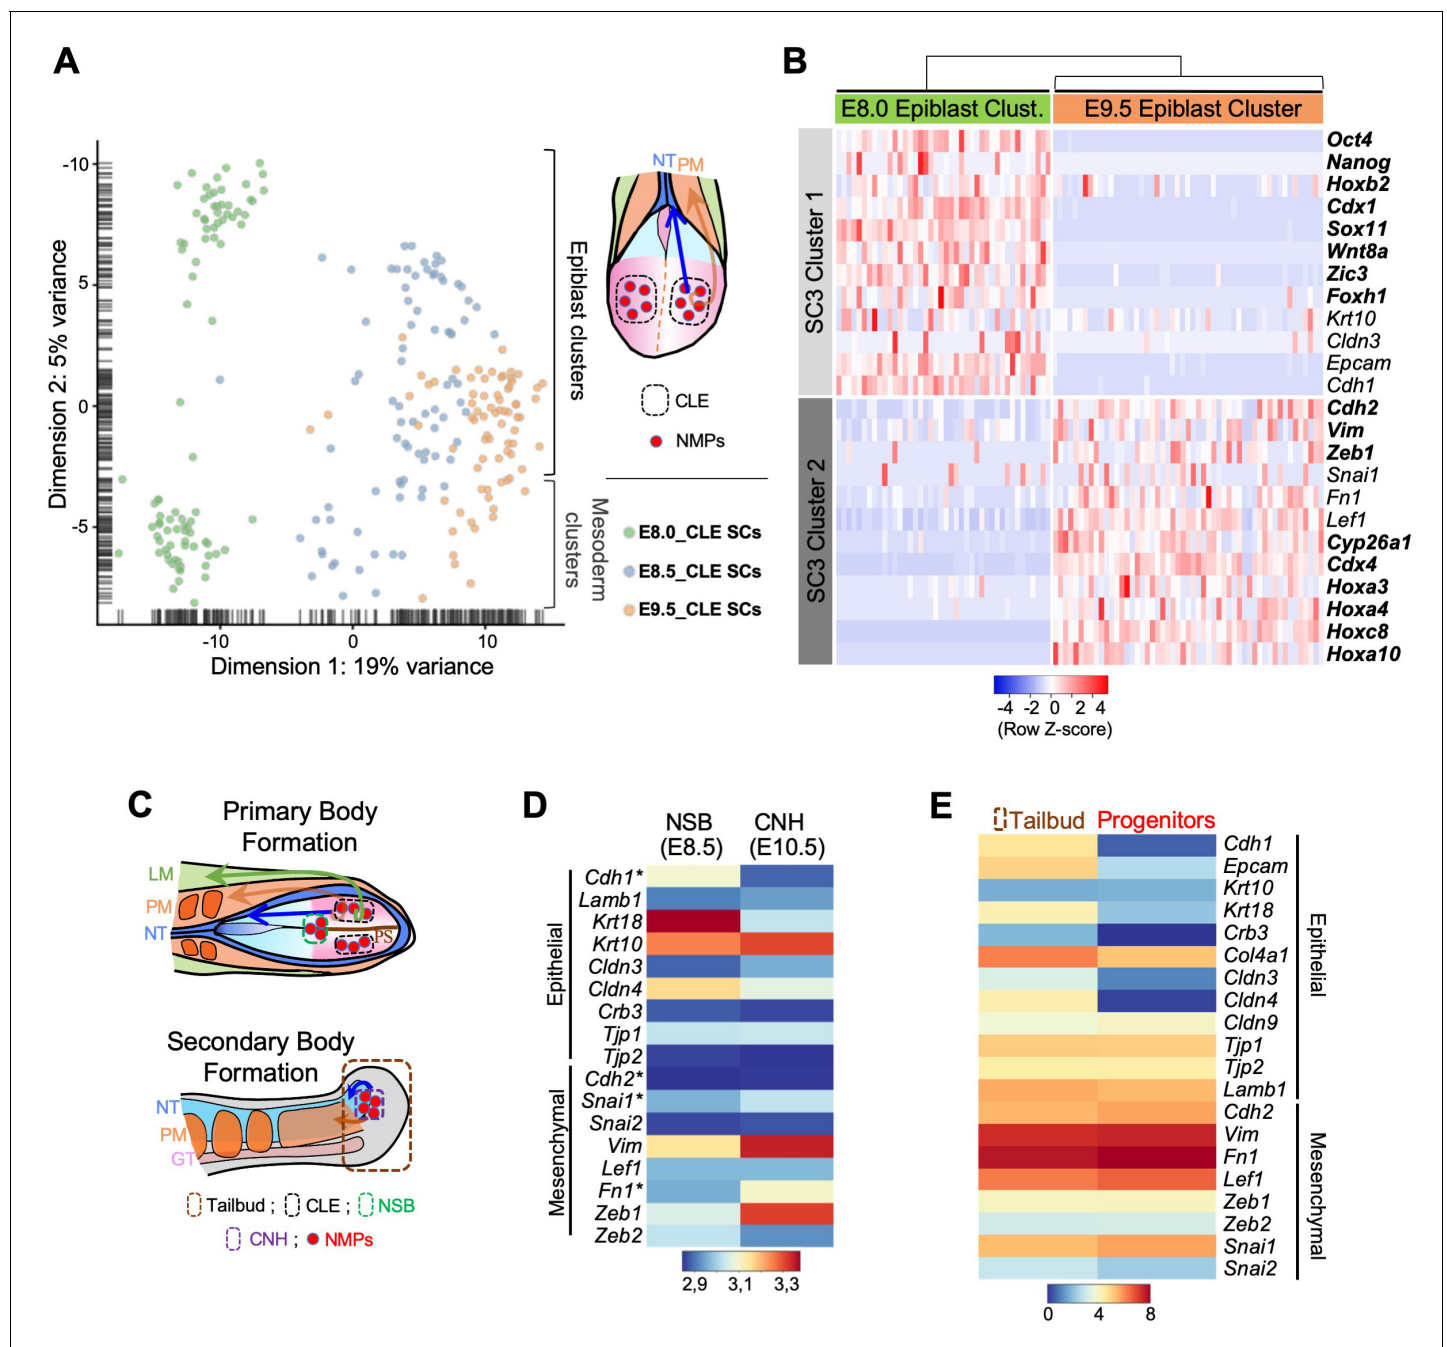 A
-10
5
0
-5
Dimension 2: 5% variance
-10
0
10
Dimension 1: 19% variance
Epiblast clusters
Mesoderm
clusters
NT PM
CLE
NMPs
E8.0_CLE SCs
E8.5_CLE SCs
E9.5_CLE SCs
B
E8.0 Epiblast Clust.
E9.5 Epiblast Cluster
SC3 Cluster 1
SC3 Cluster 2
Oct4
Nanog
Hoxb2
Cdx1
Sox11
Wnt8a
Zic3
Foxh1
Krt10
Cldn3
Epcam
Cdh1
Cdh2
Vim
Zeb1
Snai1
Fn1
Lef1
Cyp26a1
Cdx4
Hoxa3
Hoxa4
Hoxc8
Hoxa10
-4 -2 0 2 4
(Row Z-score)
C
Primary Body
Formation
LM
PM
NT
PS
Secondary Body
Formation
NT
PM
GT
Tailbud ; CLE ; NSB
CNH ; NMPs
D
NSB
(E8.5)
CNH
(E10.5)
Epithelial
Mesenchymal
Cdh1*
Lamb1
Krt18
Krt10
Cldn3
Cldn4
Crb3
Tjp1
Tjp2
Cdh2*
Snai1*
Snai2
Vim
Lef1
Fn1*
Zeb1
Zeb2
2,9 3,1 3,3
E
Tailbud Progenitors
Cdh1
Epcam
Krt10
Krt18
Crb3
Col4a1
Cldn3
Cldn4
Cldn9
Tjp1
Tjp2
Lamb1
Cdh2
Vim
Fn1
Lef1
Zeb1
Zeb2
Snai1
Snai2
Epithelial
Mesenchymal
0 4 8